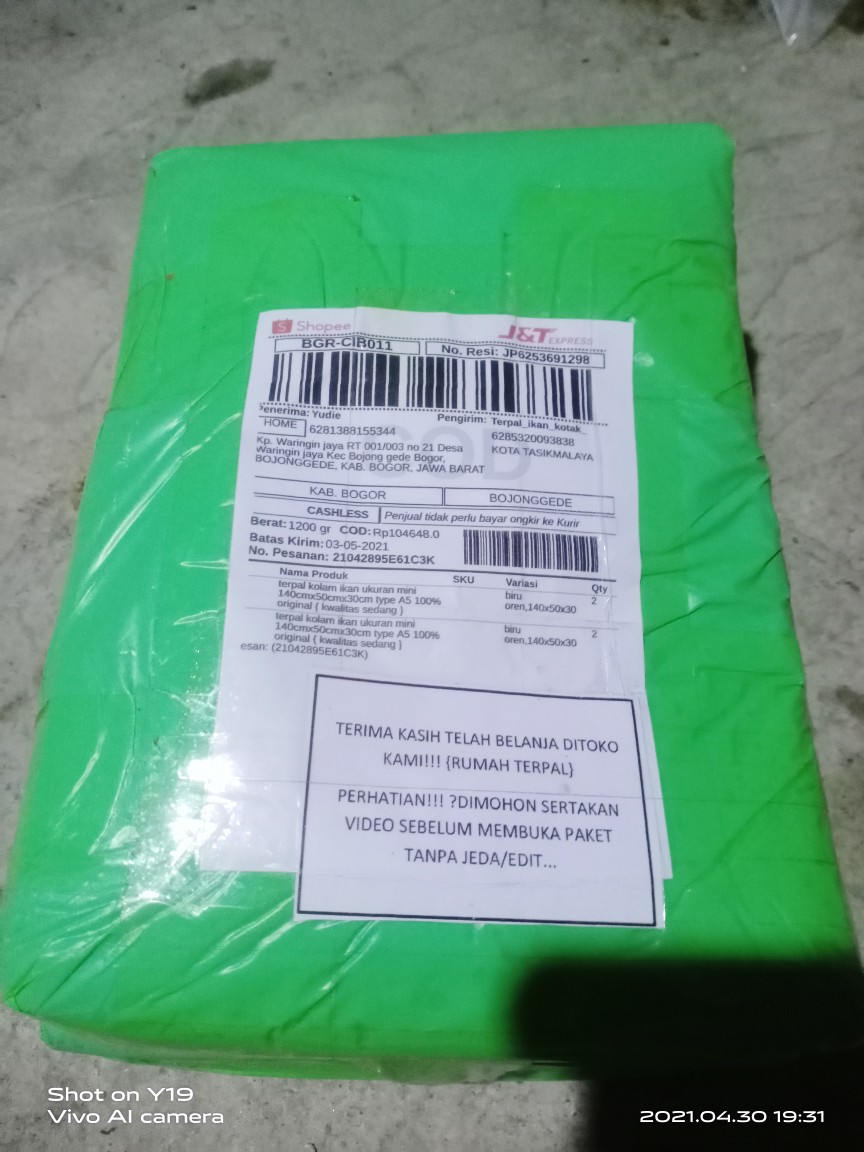 Shopee
J&T EXPRESS
BGR-CIR011
No. Resi: JP6253691298
Penerima: Yudie
Pengirim: Terpal_ikan_kotak
HOME
6281388155344
6285320093838
Kp. Waringin jaya RT 001/003 no 21 Desa
KOTA TASIKMALAYA
Waringin jaya Kec Bojong gede Bogor,
BOJONGGEDE, KAB. BOGOR, JAWA BARAT
COD
KAB. BOGOR
BOJONGGEDE
CASHLESS
Penjual tidak perlu bayar ongkir ke Kurir
Berat: 1200 gr COD: Rp104648.0
Batas Kirim: 03-05-2021
No. Pesanan: 21042895E61C3K
Nama Produk SKU Variasi Qty
terpal kolam ikan ukuran mini biru 2
140cmx50cmx30cm type A5 100% oren,140x50x30
original ( kwalitas sedang )
terpal kolam ikan ukuran mini biru 2
140cmx50cmx30cm type A5 100% oren,140x50x30
original ( kwalitas sedang )
esan: (21042895E61C3K)
TERIMA KASIH TELAH BELANJA DITOKO
KAMI!!! {RUMAH TERPAL}
PERHATIAN!!! ?DIMOHON SERTAKAN
VIDEO SEBELUM MEMBUKA PAKET
TANPA JEDA/EDIT...
Shot on Y19
Vivo AI camera
2021.04.30 19:31